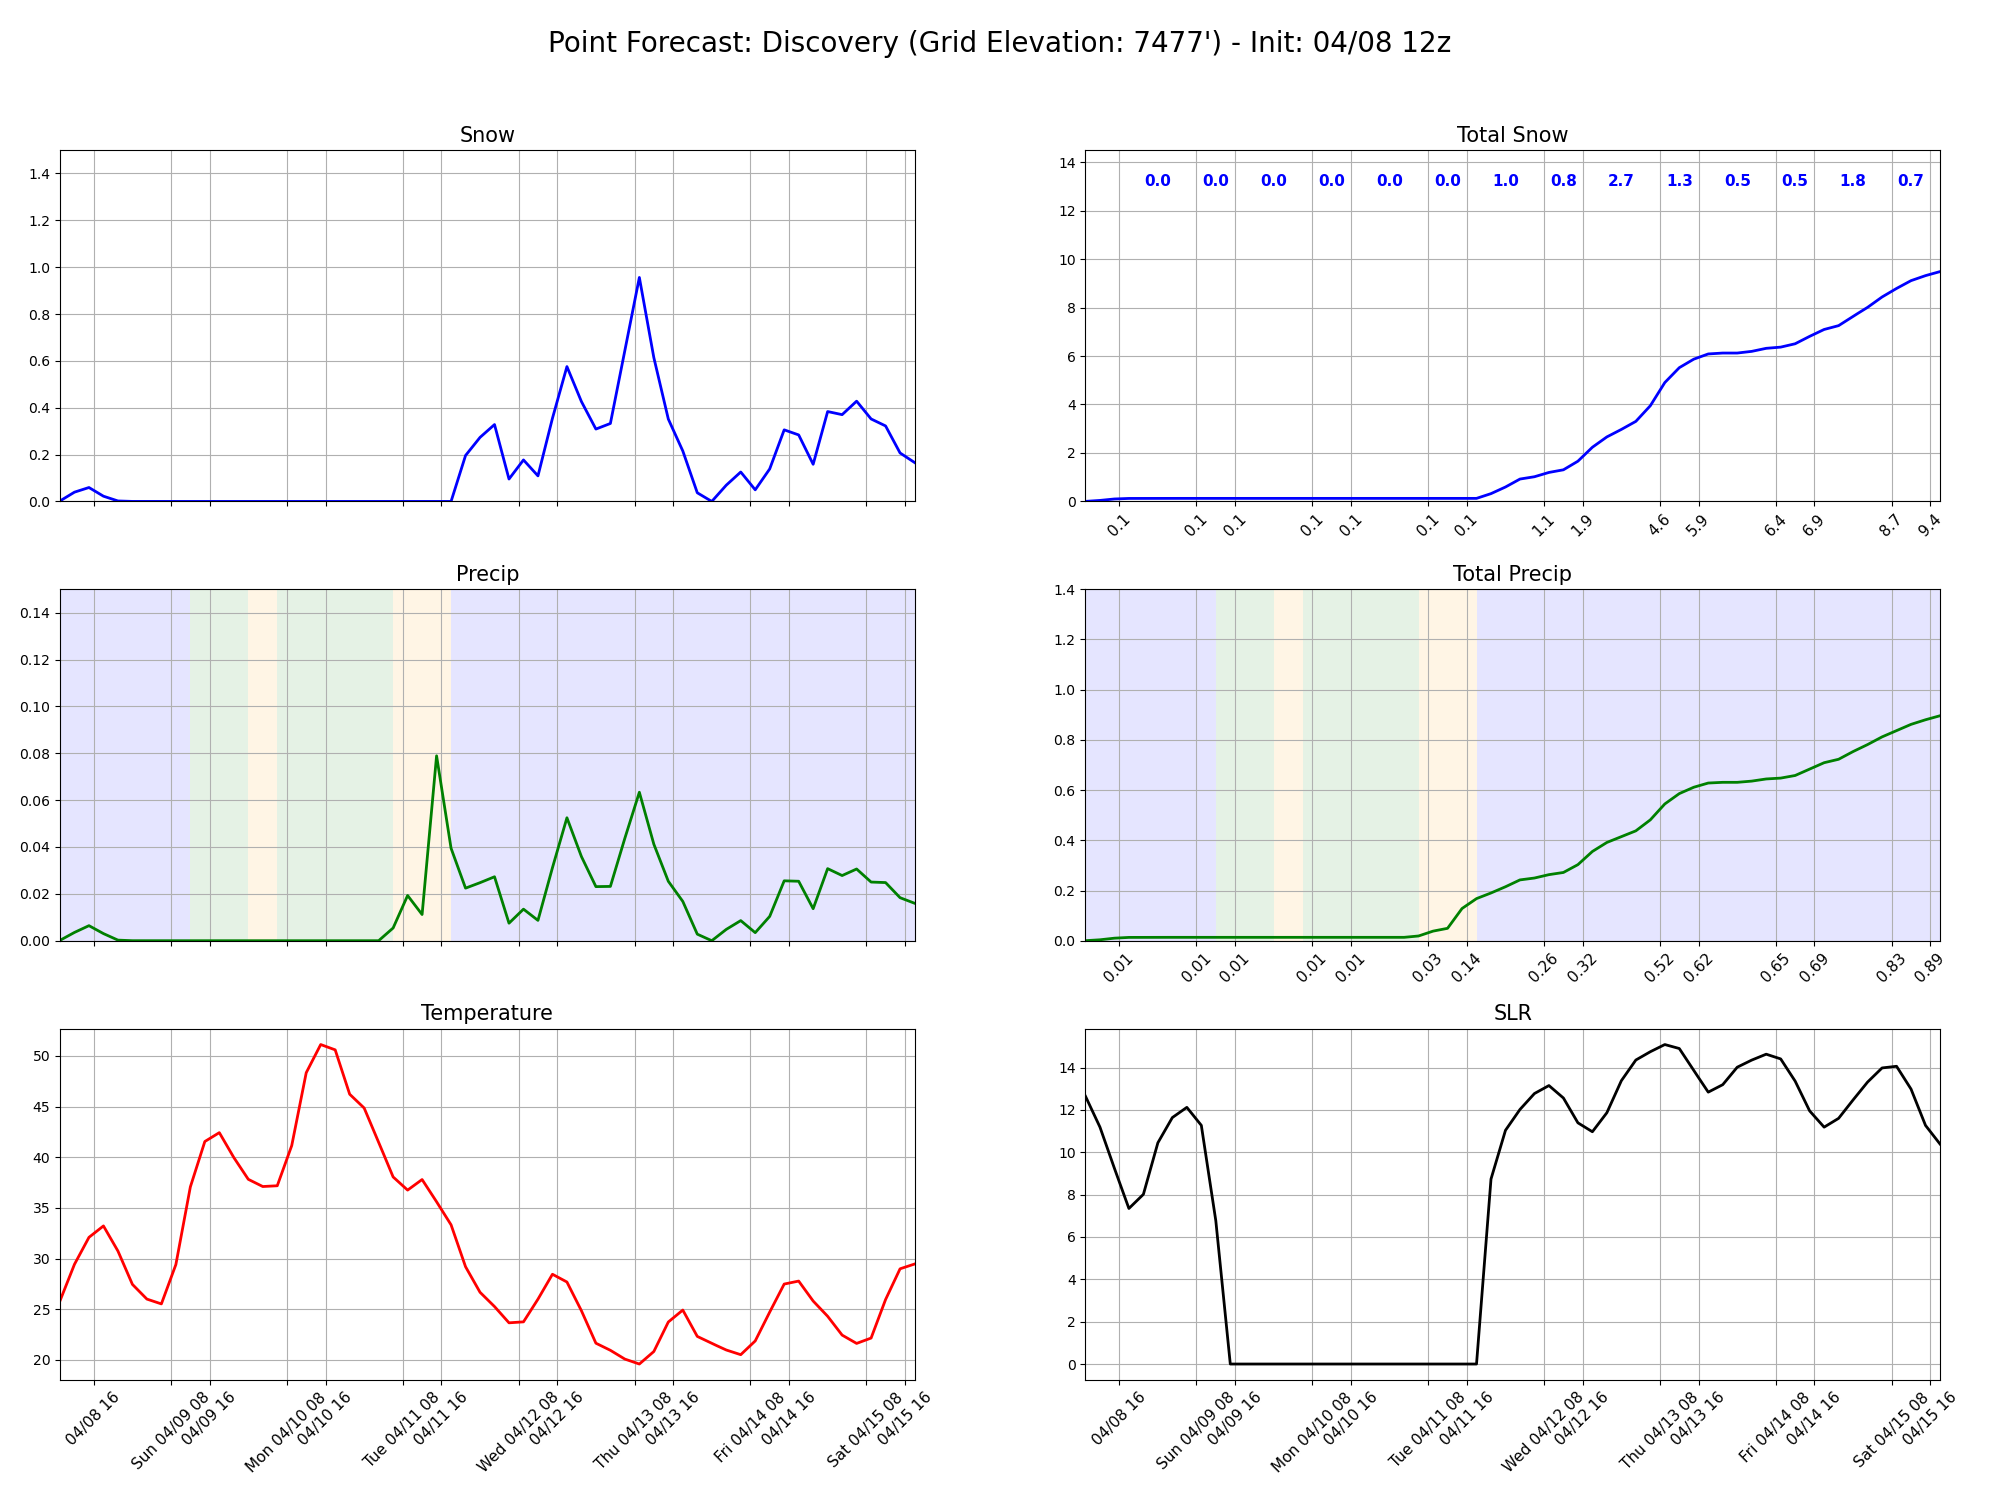 Point Forecast: Discovery (Grid Elevation: 7477') - Init: 04/08 12z
Snow
1.4
1.2
1.0
0.8
0.6
0.4
0.2
0.0
Total Snow
14
12
10
8
6
4
2
0
0.0 0.0 0.0 0.0 0.0 0.0 1.0 0.8 2.7 1.3 0.5 0.5 1.8 0.7
0.1 0.1 0.1 0.1 0.1 0.1 0.1 1.1 1.9 4.6 5.9 6.4 6.9 8.7 9.4
Precip
0.14
0.12
0.10
0.08
0.06
0.04
0.02
0.00
Total Precip
1.4
1.2
1.0
0.8
0.6
0.4
0.2
0.0
0.01 0.01 0.01 0.01 0.01 0.03 0.14 0.26 0.32 0.52 0.62 0.65 0.69 0.83 0.89
Temperature
50
45
40
35
30
25
20
04/08 16
Sun 04/09 08
04/09 16
Mon 04/10 08
04/10 16
Tue 04/11 08
04/11 16
Wed 04/12 08
04/12 16
Thu 04/13 08
04/13 16
Fri 04/14 08
04/14 16
Sat 04/15 08
04/15 16
SLR
14
12
10
8
6
4
2
0
04/08 16
Sun 04/09 08
04/09 16
Mon 04/10 08
04/10 16
Tue 04/11 08
04/11 16
Wed 04/12 08
04/12 16
Thu 04/13 08
04/13 16
Fri 04/14 08
04/14 16
Sat 04/15 08
04/15 16